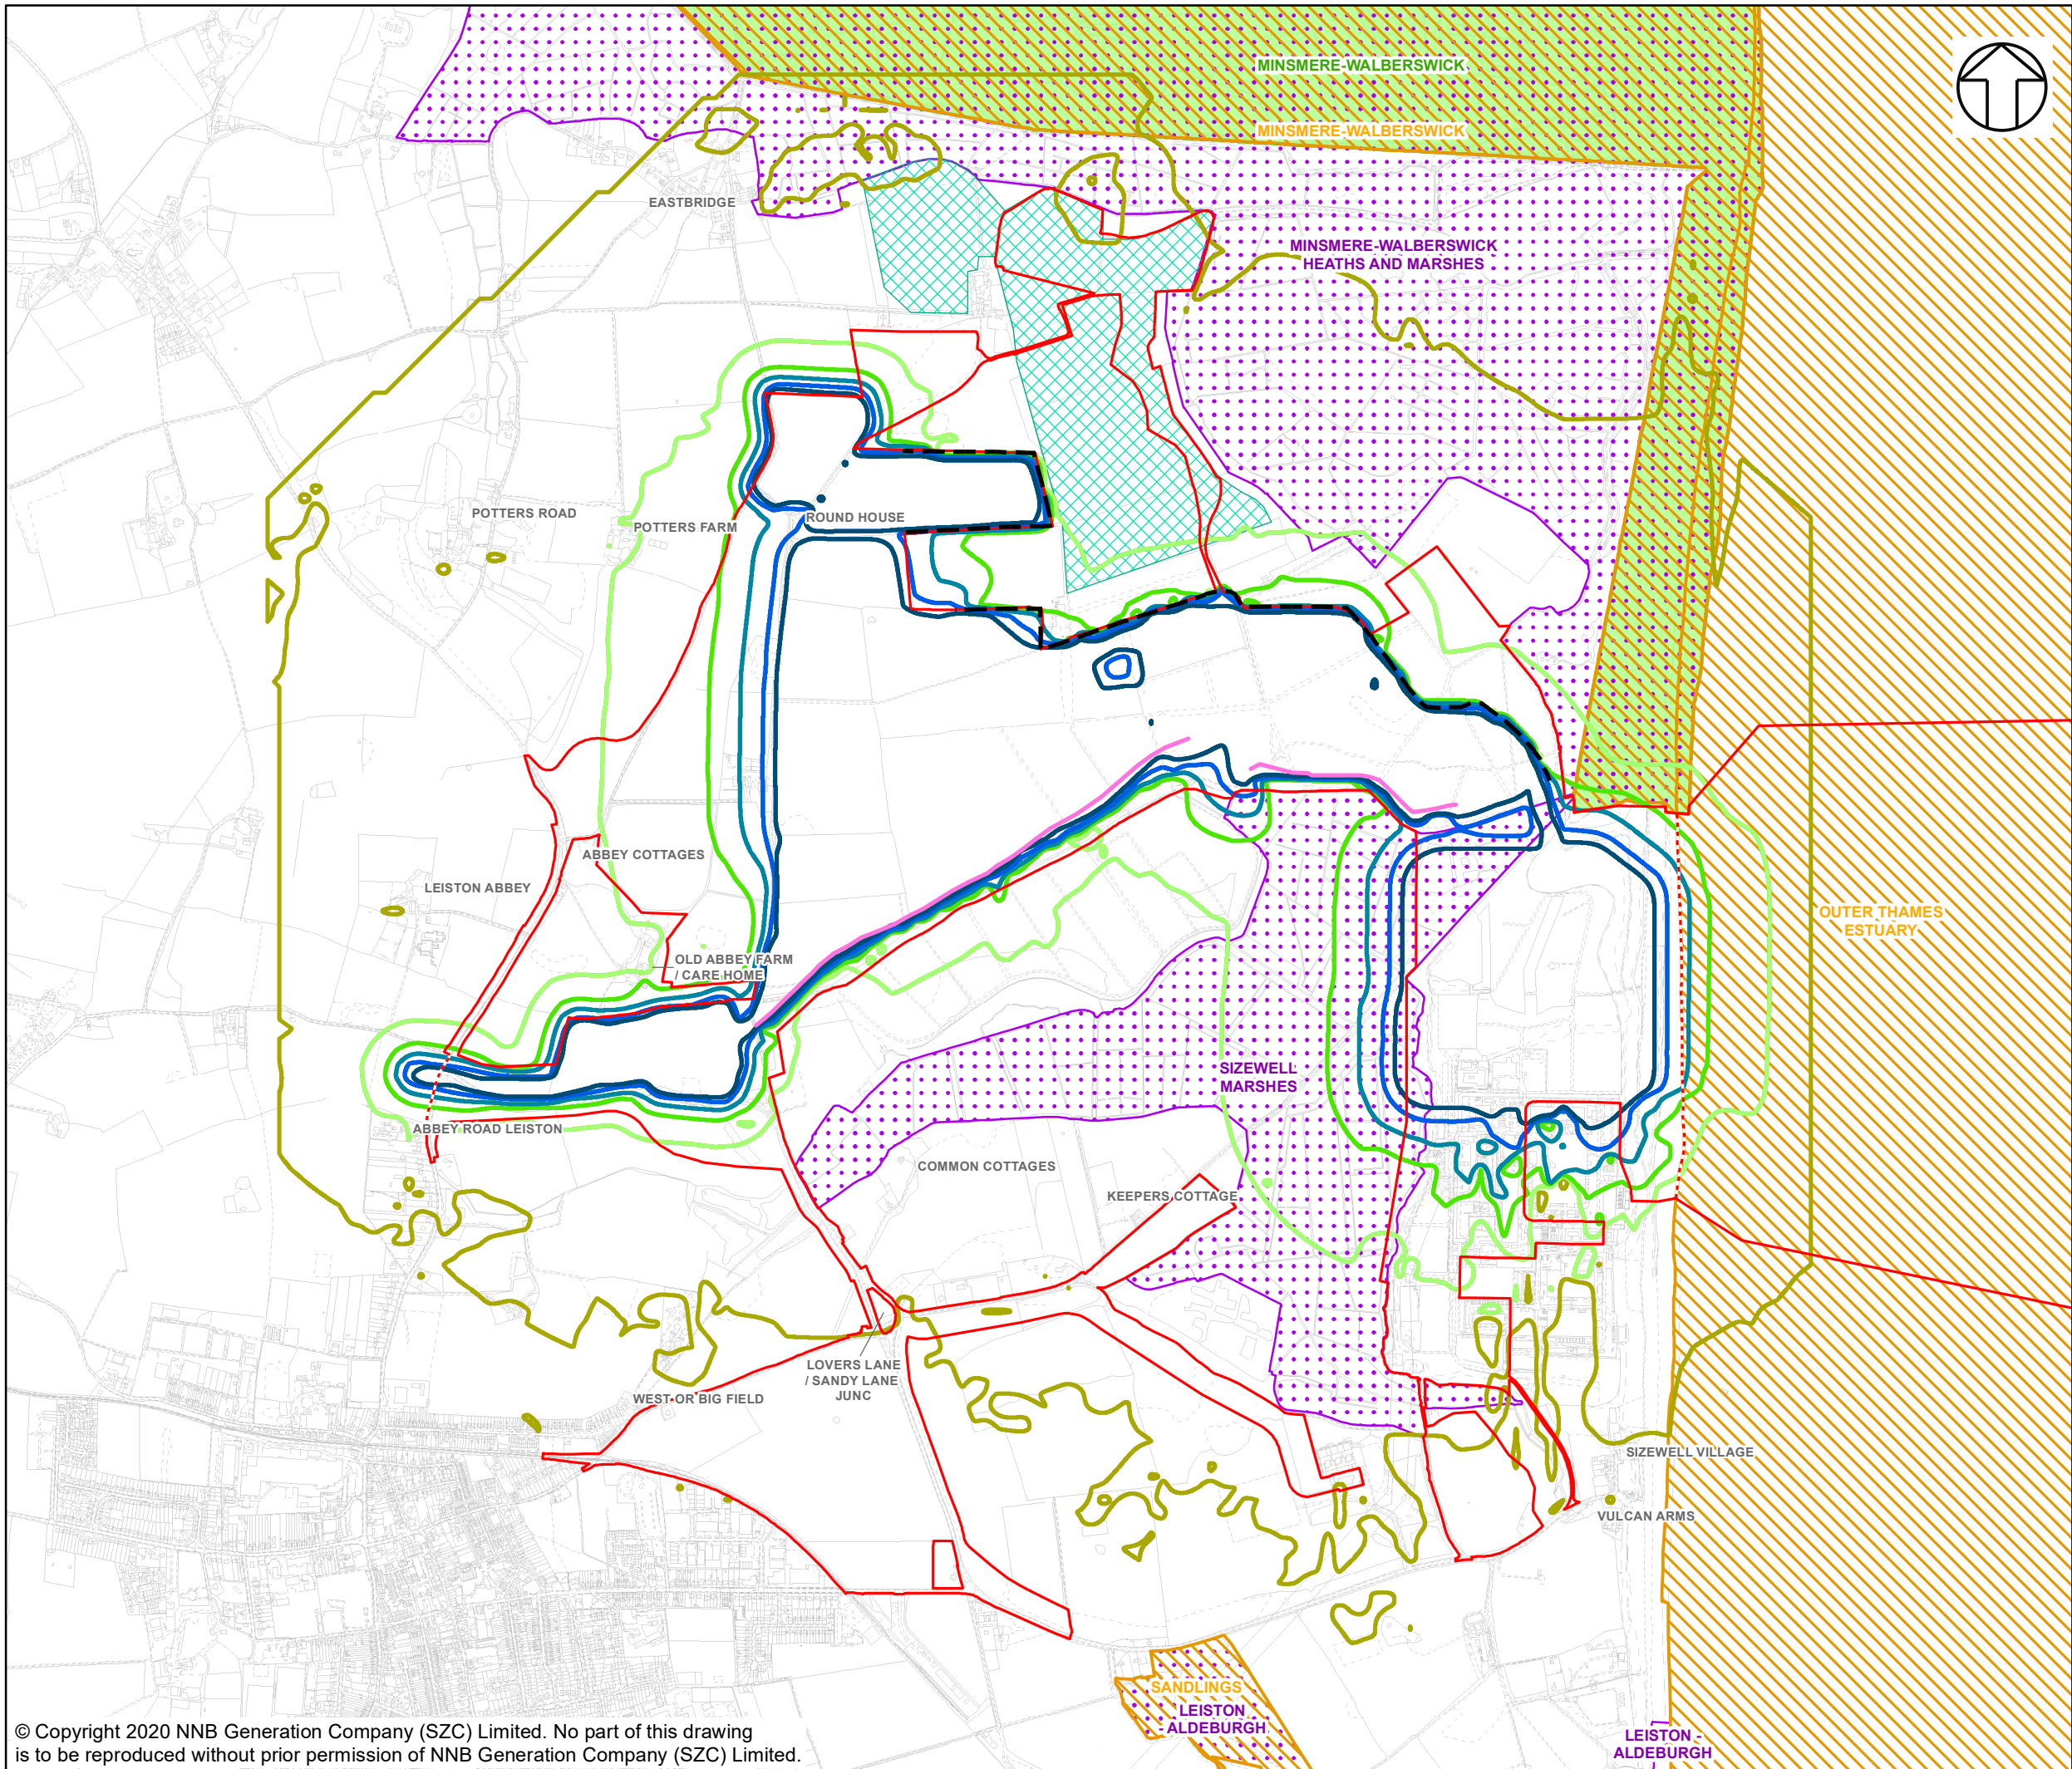 MINSMERE-WALBERSWICK
MINSMERE-WALBERSWICK
EASTBRIDGE
MINSMERE-WALBERSWICK
HEATHS AND MARSHES
POTTERS ROAD
POTTERS FARM
ROUND HOUSE
ABBEY COTTAGES
LEISTON ABBEY
OUTER THAMES
ESTUARY
OLD ABBEY FARM
/ CARE HOME
SIZEWELL
MARSHES
ABBEY ROAD LEISTON
COMMON COTTAGES
KEEPERS COTTAGE
LOVERS LANE
/ SANDY LANE
JUNC
WEST OR BIG FIELD
SIZEWELL VILLAGE
VULCAN ARMS
SANDLINGS
LEISTON
- ALDEBURGH
LEISTON -
ALDEBURGH
© Copyright 2020 NNB Generation Company (SZC) Limited. No part of this drawing
is to be reproduced without prior permission of NNB Generation Company (SZC) Limited.